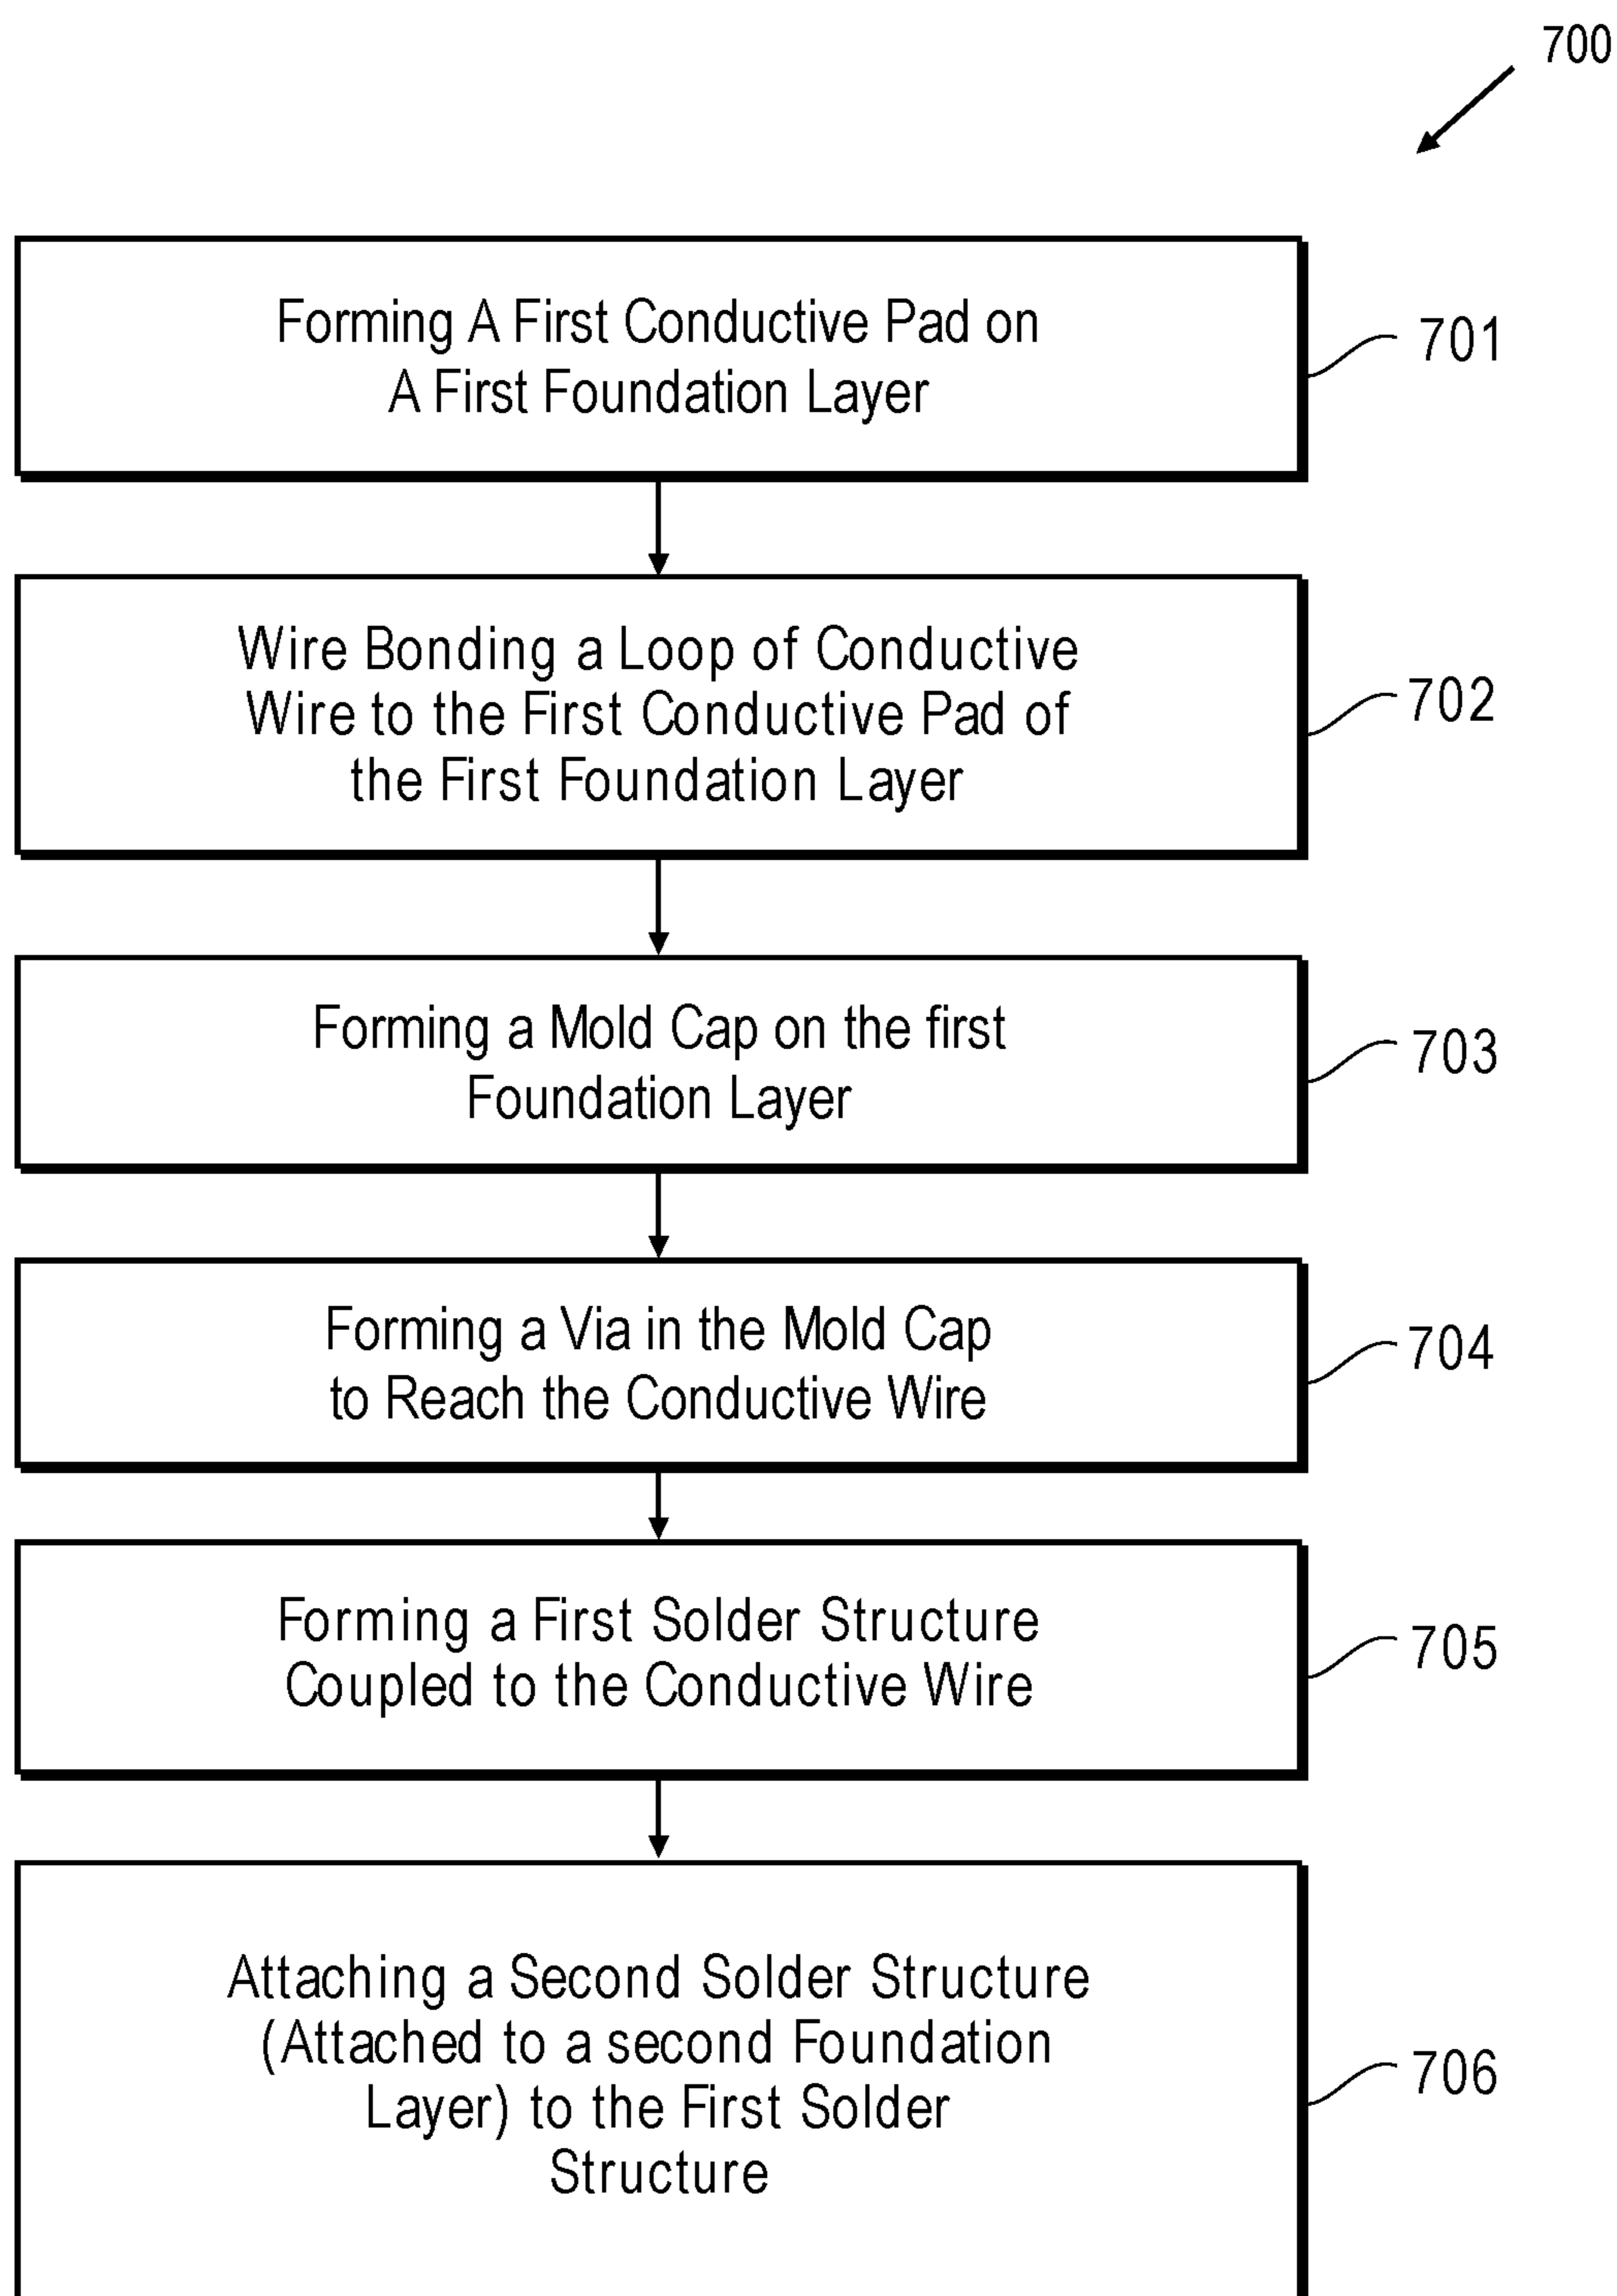 700
Forming A First Conductive Pad on
A First Foundation Layer
701
Wire Bonding a Loop of Conductive
Wire to the First Conductive Pad of
the First Foundation Layer
702
Forming a Mold Cap on the first
Foundation Layer
703
Forming a Via in the Mold Cap
to Reach the Conductive Wire
704
Forming a First Solder Structure
Coupled to the Conductive Wire
705
Attaching a Second Solder Structure
(Attached to a second Foundation
Layer) to the First Solder
Structure
706